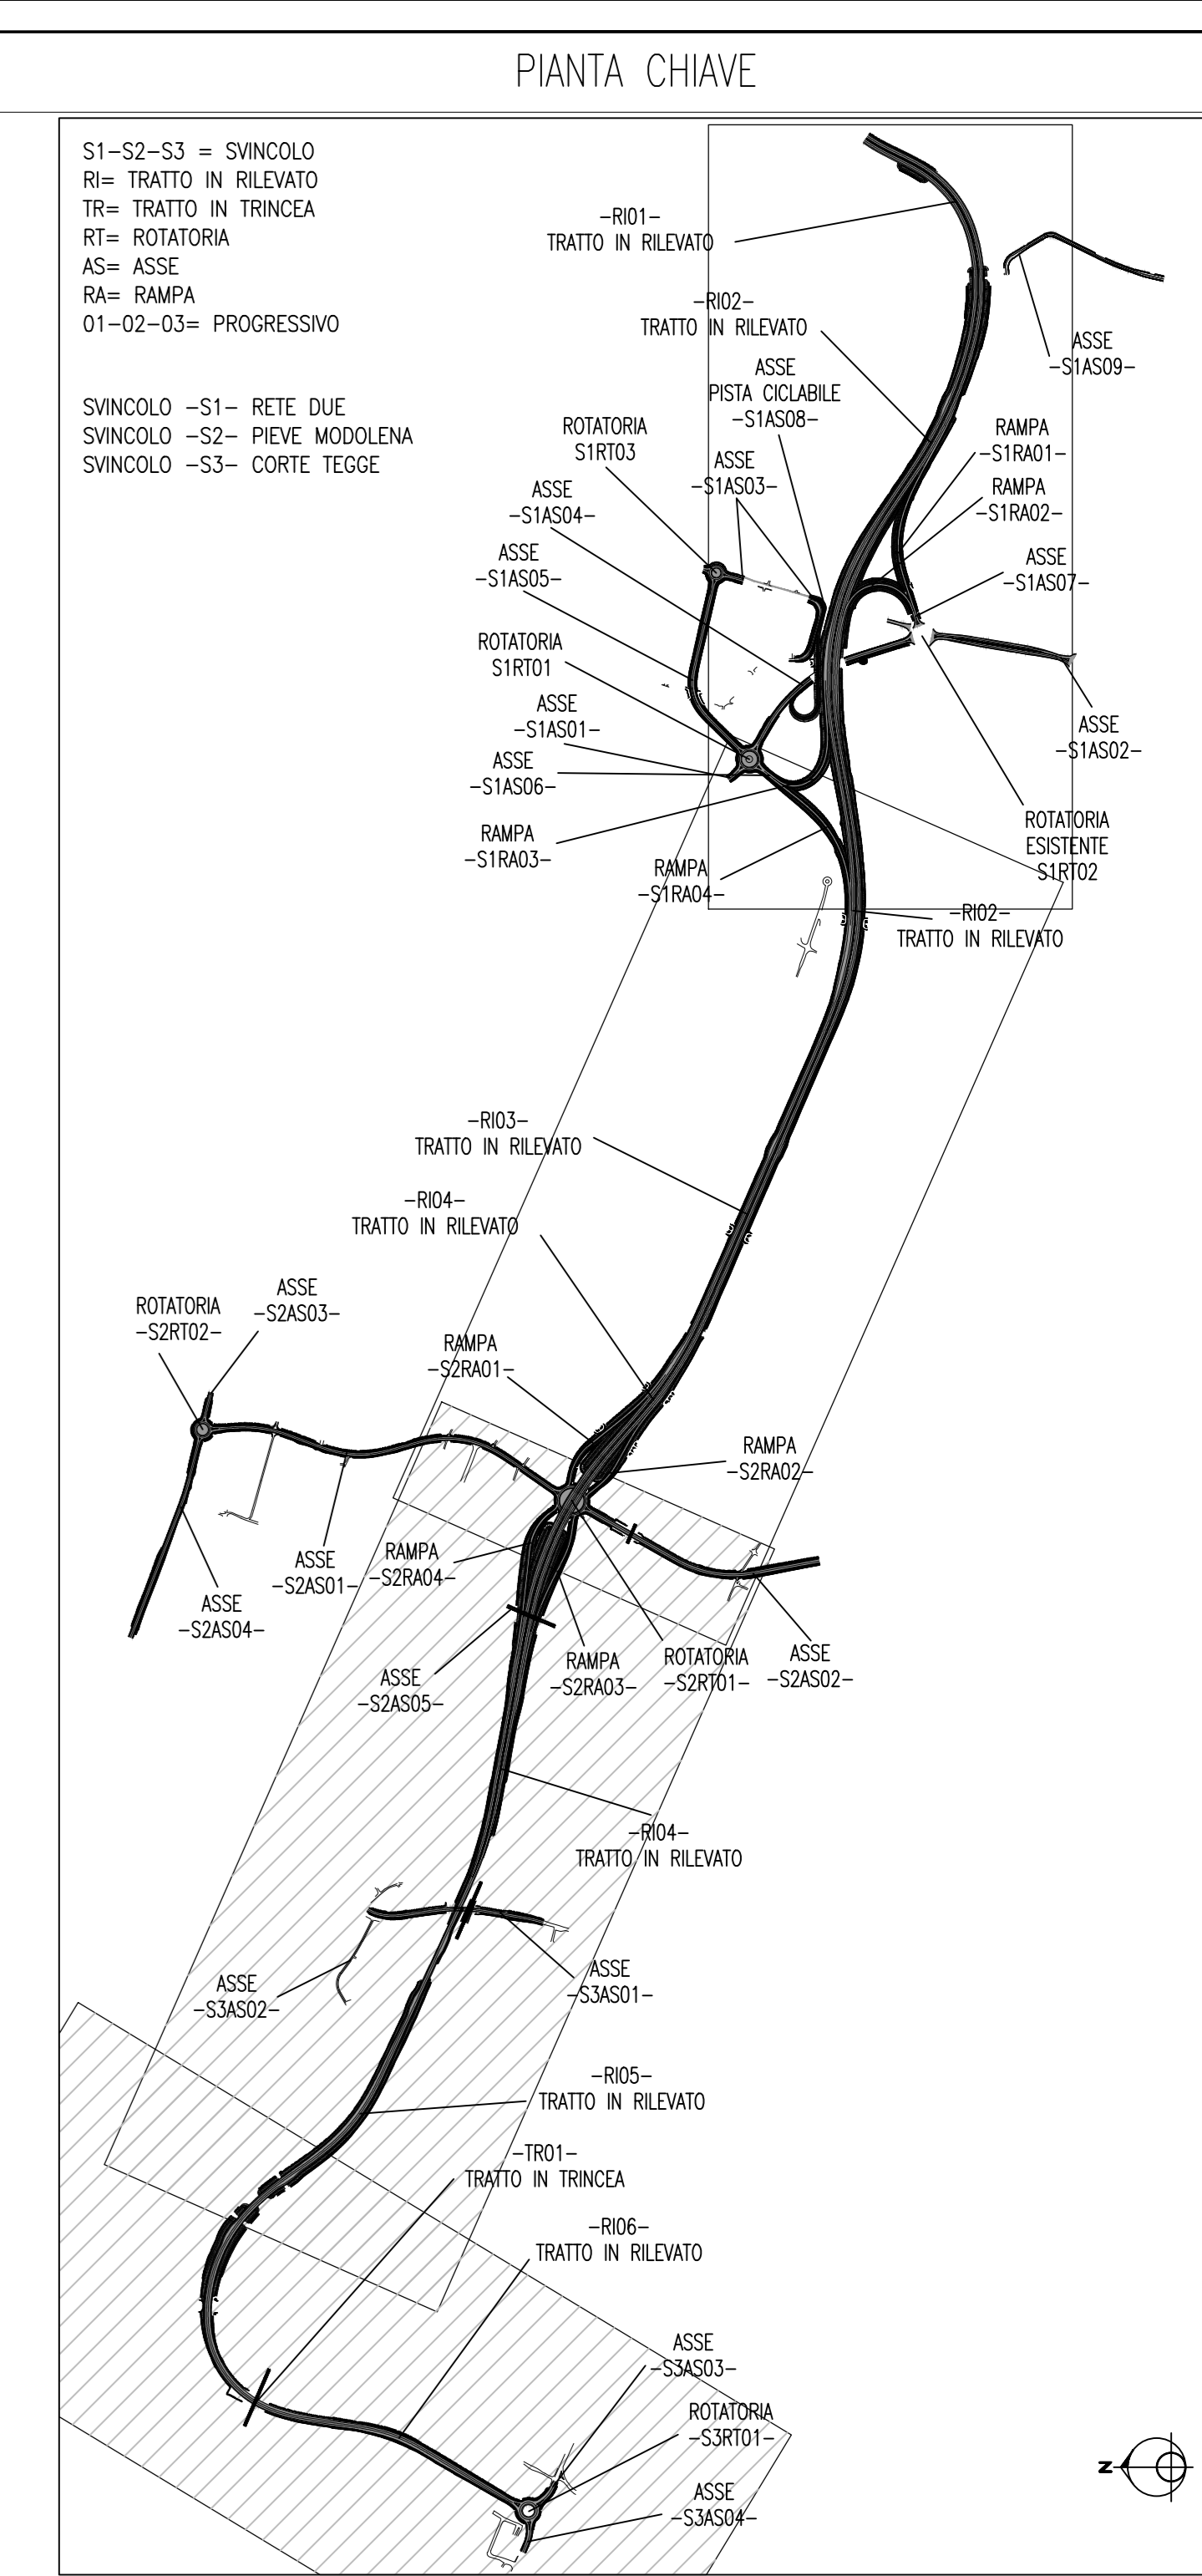 PIANTA CHIAVE
S1-S2-S3 = SVINCOLO
RI= TRATTO IN RILEVATO
TR= TRATTO IN TRINCEA
RT= ROTATORIA
AS= ASSE
RA= RAMPA
01-02-03= PROGRESSIVO
SVINCOLO -S1- RETE DUE
SVINCOLO -S2- PIEVE MODOLENA
SVINCOLO -S3- CORTE TEGGE
-RI01-
TRATTO IN RILEVATO
-RI02-
TRATTO IN RILEVATO
ASSE
-S1AS09-
ASSE
PISTA CICLABILE
-S1AS08-
ROTATORIA
S1RT03
ASSE
-S1AS03-
RAMPA
-S1RA01-
RAMPA
-S1RA02-
ASSE
-S1AS04-
ASSE
-S1AS05-
ASSE
-S1AS07-
ROTATORIA
S1RT01
ASSE
-S1AS01-
ASSE
-S1AS02-
ASSE
-S1AS06-
RAMPA
-S1RA03-
ROTATORIA
ESISTENTE
S1RT02
RAMPA
-S1RA04-
-RI02-
TRATTO IN RILEVATO
-RI03-
TRATTO IN RILEVATO
-RI04-
TRATTO IN RILEVATO
ASSE
-S2AS03-
ROTATORIA
-S2RT02-
RAMPA
-S2RA01-
RAMPA
-S2RA02-
ASSE
-S2AS01-
RAMPA
-S2RA04-
ASSE
-S2AS04-
ASSE
-S2AS05-
RAMPA
-S2RA03-
ROTATORIA
-S2RT01-
ASSE
-S2AS02-
-RI04-
TRATTO IN RILEVATO
ASSE
-S3AS02-
ASSE
-S3AS01-
-RI05-
TRATTO IN RILEVATO
-TR01-
TRATTO IN TRINCEA
-RI06-
TRATTO IN RILEVATO
ASSE
-S3AS03-
ROTATORIA
-S3RT01-
ASSE
-S3AS04-
N